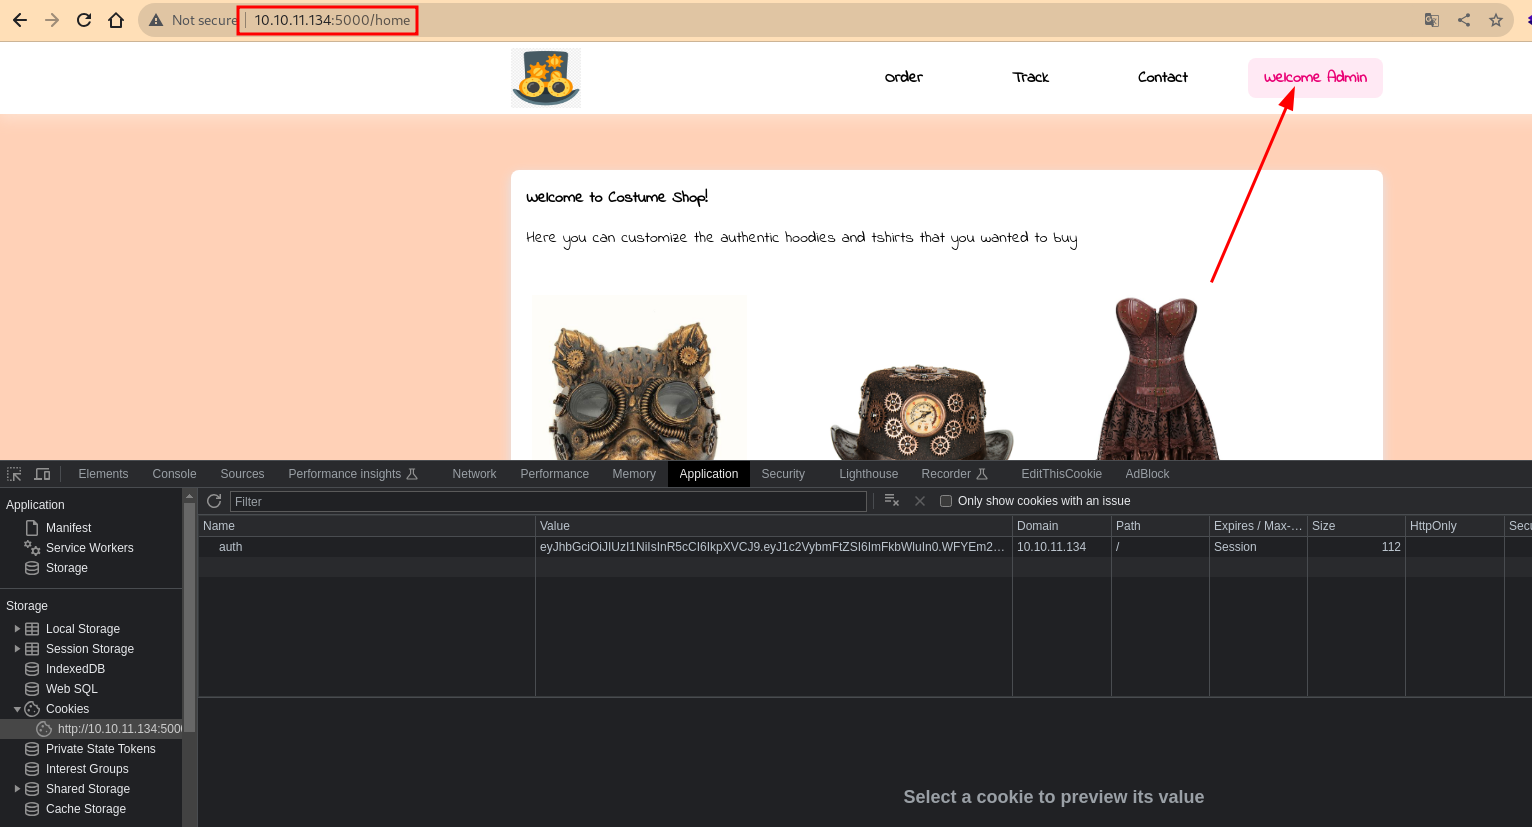 Not secure 10.10.11.134:5000/home
Order Track Contact Welcome Admin
Welcome to Costume Shop!
Here you can customize the authentic hoodies and tshirts that you wanted to buy
Elements Console Sources Performance insights Network Performance Memory Application Security Lighthouse Recorder EditThisCookie AdBlock
Application
Manifest
Service Workers
Storage
Storage
Local Storage
Session Storage
IndexedDB
Web SQL
Cookies
http://10.10.11.134:5000
Private State Tokens
Interest Groups
Shared Storage
Cache Storage
Filter Only show cookies with an issue
Name Value Domain Path Expires / Max-... Size HttpOnly Secu
auth eyJhbGciOiJIUzI1NiIsInR5cCI6IkpXVCJ9.eyJ1c2VybmFtZSI6ImFkbWluIn0.WFYEm2... 10.10.11.134 / Session 112
Select a cookie to preview its value